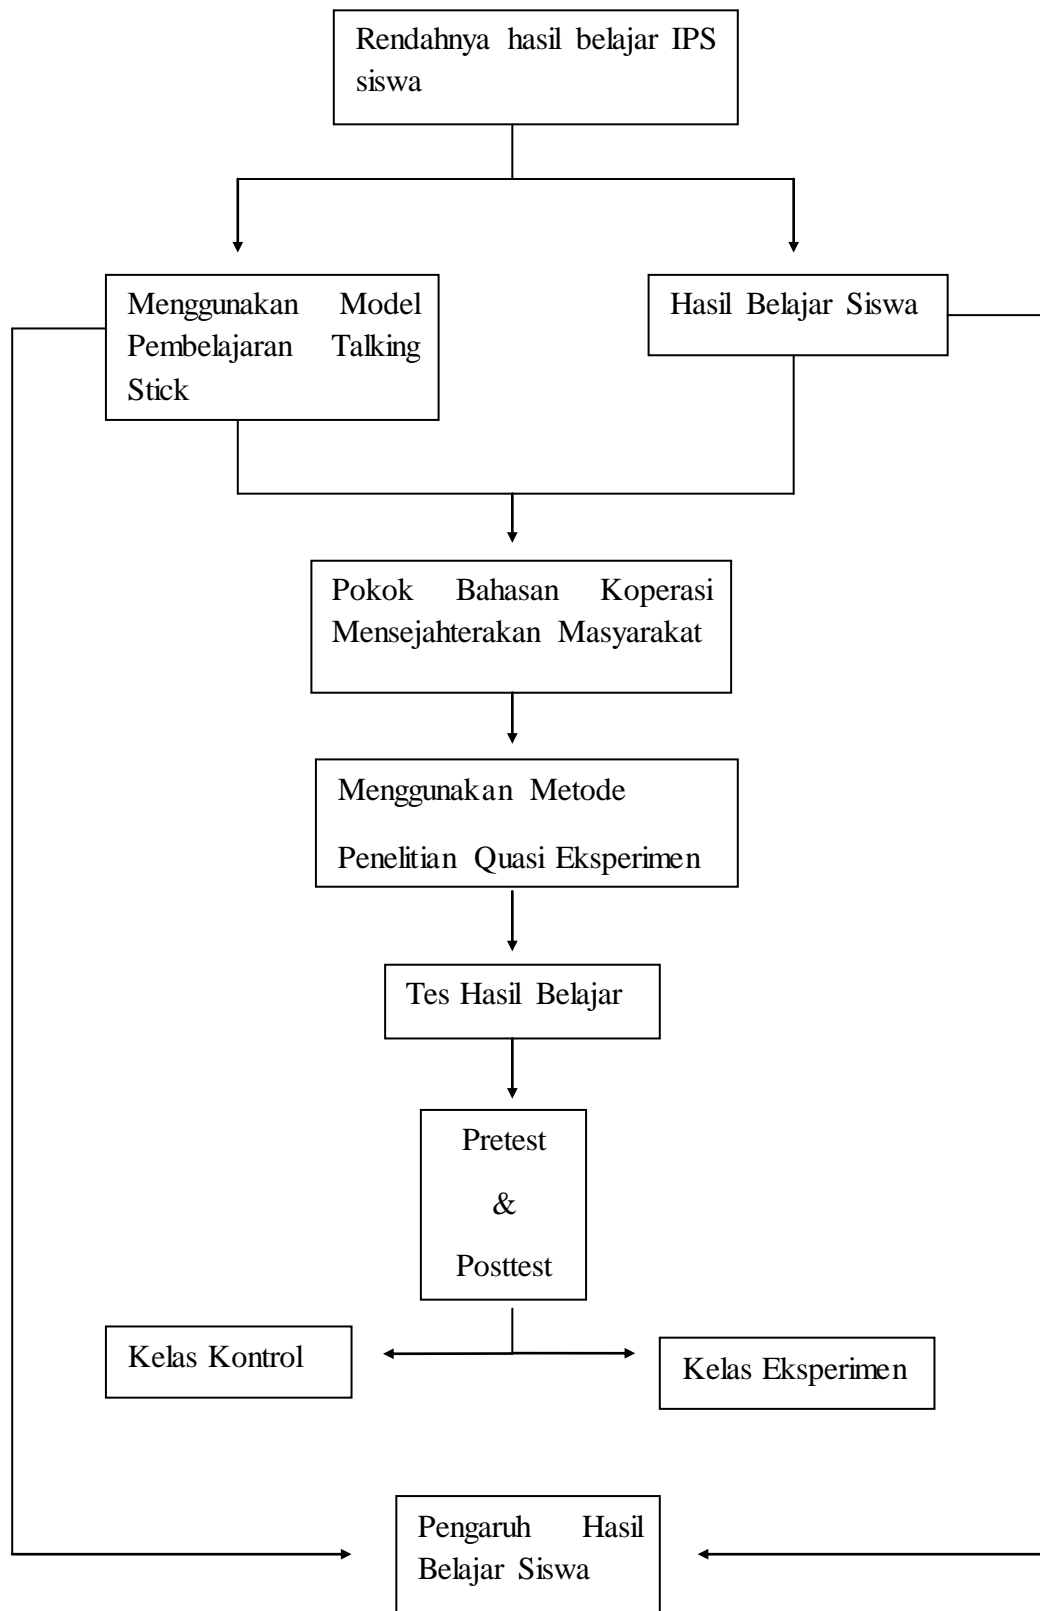 Rendahnya hasil belajar IPS
siswa
Menggunakan Model
Pembelajaran Talking
Stick
Hasil Belajar Siswa
Pokok Bahasan Koperasi
Mensejahterakan Masyarakat
Menggunakan Metode
Penelitian Quasi Eksperimen
Tes Hasil Belajar
Pretest
&
Posttest
Kelas Kontrol
Kelas Eksperimen
Pengaruh Hasil
Belajar Siswa